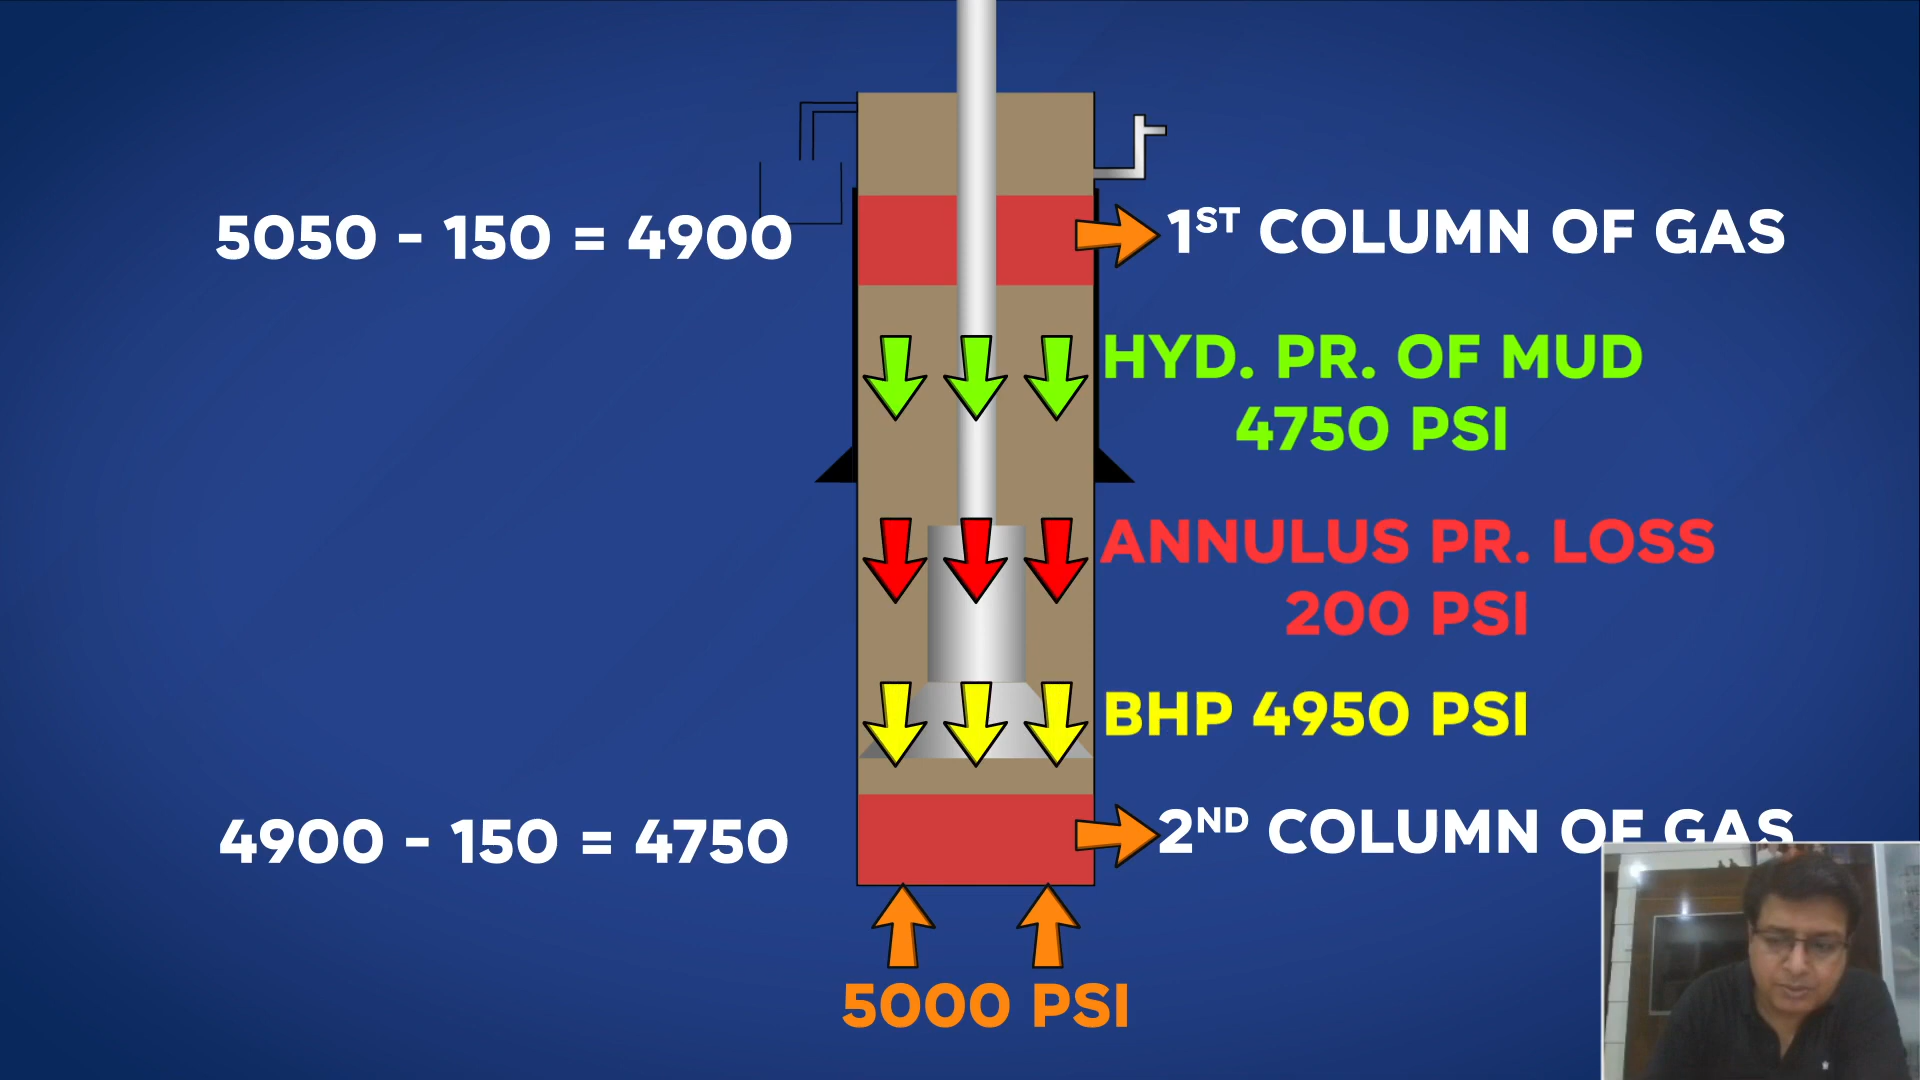 5050 - 150 = 4900
1ST COLUMN OF GAS
HYD. PR. OF MUD
4750 PSI
ANNULUS PR. LOSS
200 PSI
BHP 4950 PSI
4900 - 150 = 4750
2ND COLUMN OF GAS
5000 PSI